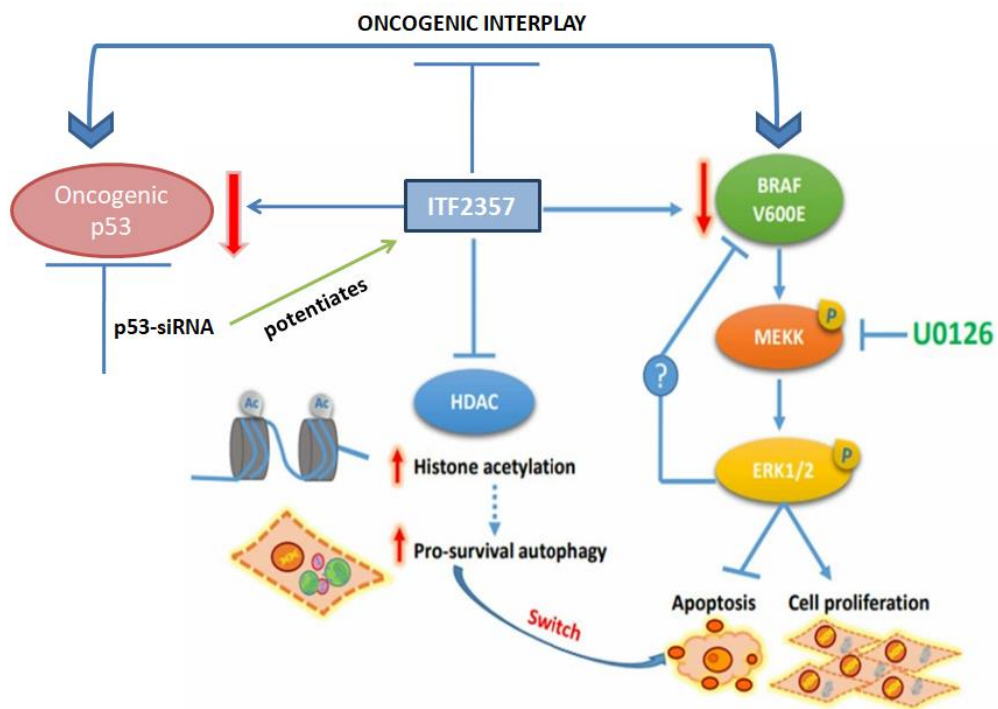 ONCOGENIC INTERPLAY
Oncogenic
p53
ITF2357
BRAF
V600E
p53-siRNA
potentiates
MEKK
P
U0126
?
HDAC
Ac
Ac
Histone acetylation
ERK1/2
P
Pro-survival autophagy
Switch
Apoptosis
Cell proliferation